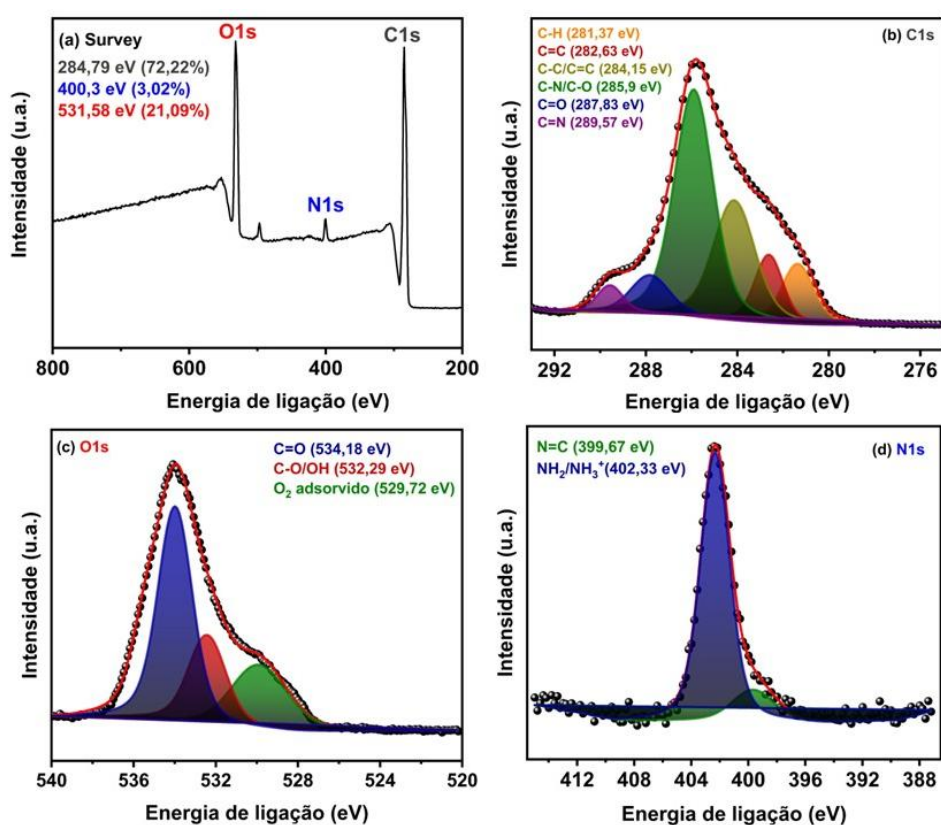 (a) Survey
284,79 eV (72,22%)
400,3 eV (3,02%)
531,58 eV (21,09%)
O1s
N1s
C1s
Intensidade (u.a.)
800 600 400 200
Energia de ligação (eV)
C-H (281,37 eV)
C=C (282,63 eV)
C-C/C=C (284,15 eV)
C-N/C-O (285,9 eV)
C=O (287,83 eV)
C=N (289,57 eV)
(b) C1s
Intensidade (u.a.)
292 288 284 280 276
Energia de ligação (eV)
(c) O1s
C=O (534,18 eV)
C-O/OH (532,29 eV)
O₂ adsorvido (529,72 eV)
Intensidade (u.a.)
540 536 532 528 524 520
Energia de ligação (eV)
N=C (399,67 eV)
NH₂/NH₃⁺(402,33 eV)
(d) N1s
Intensidade (u.a.)
412 408 404 400 396 392 388
Energia de ligação (eV)